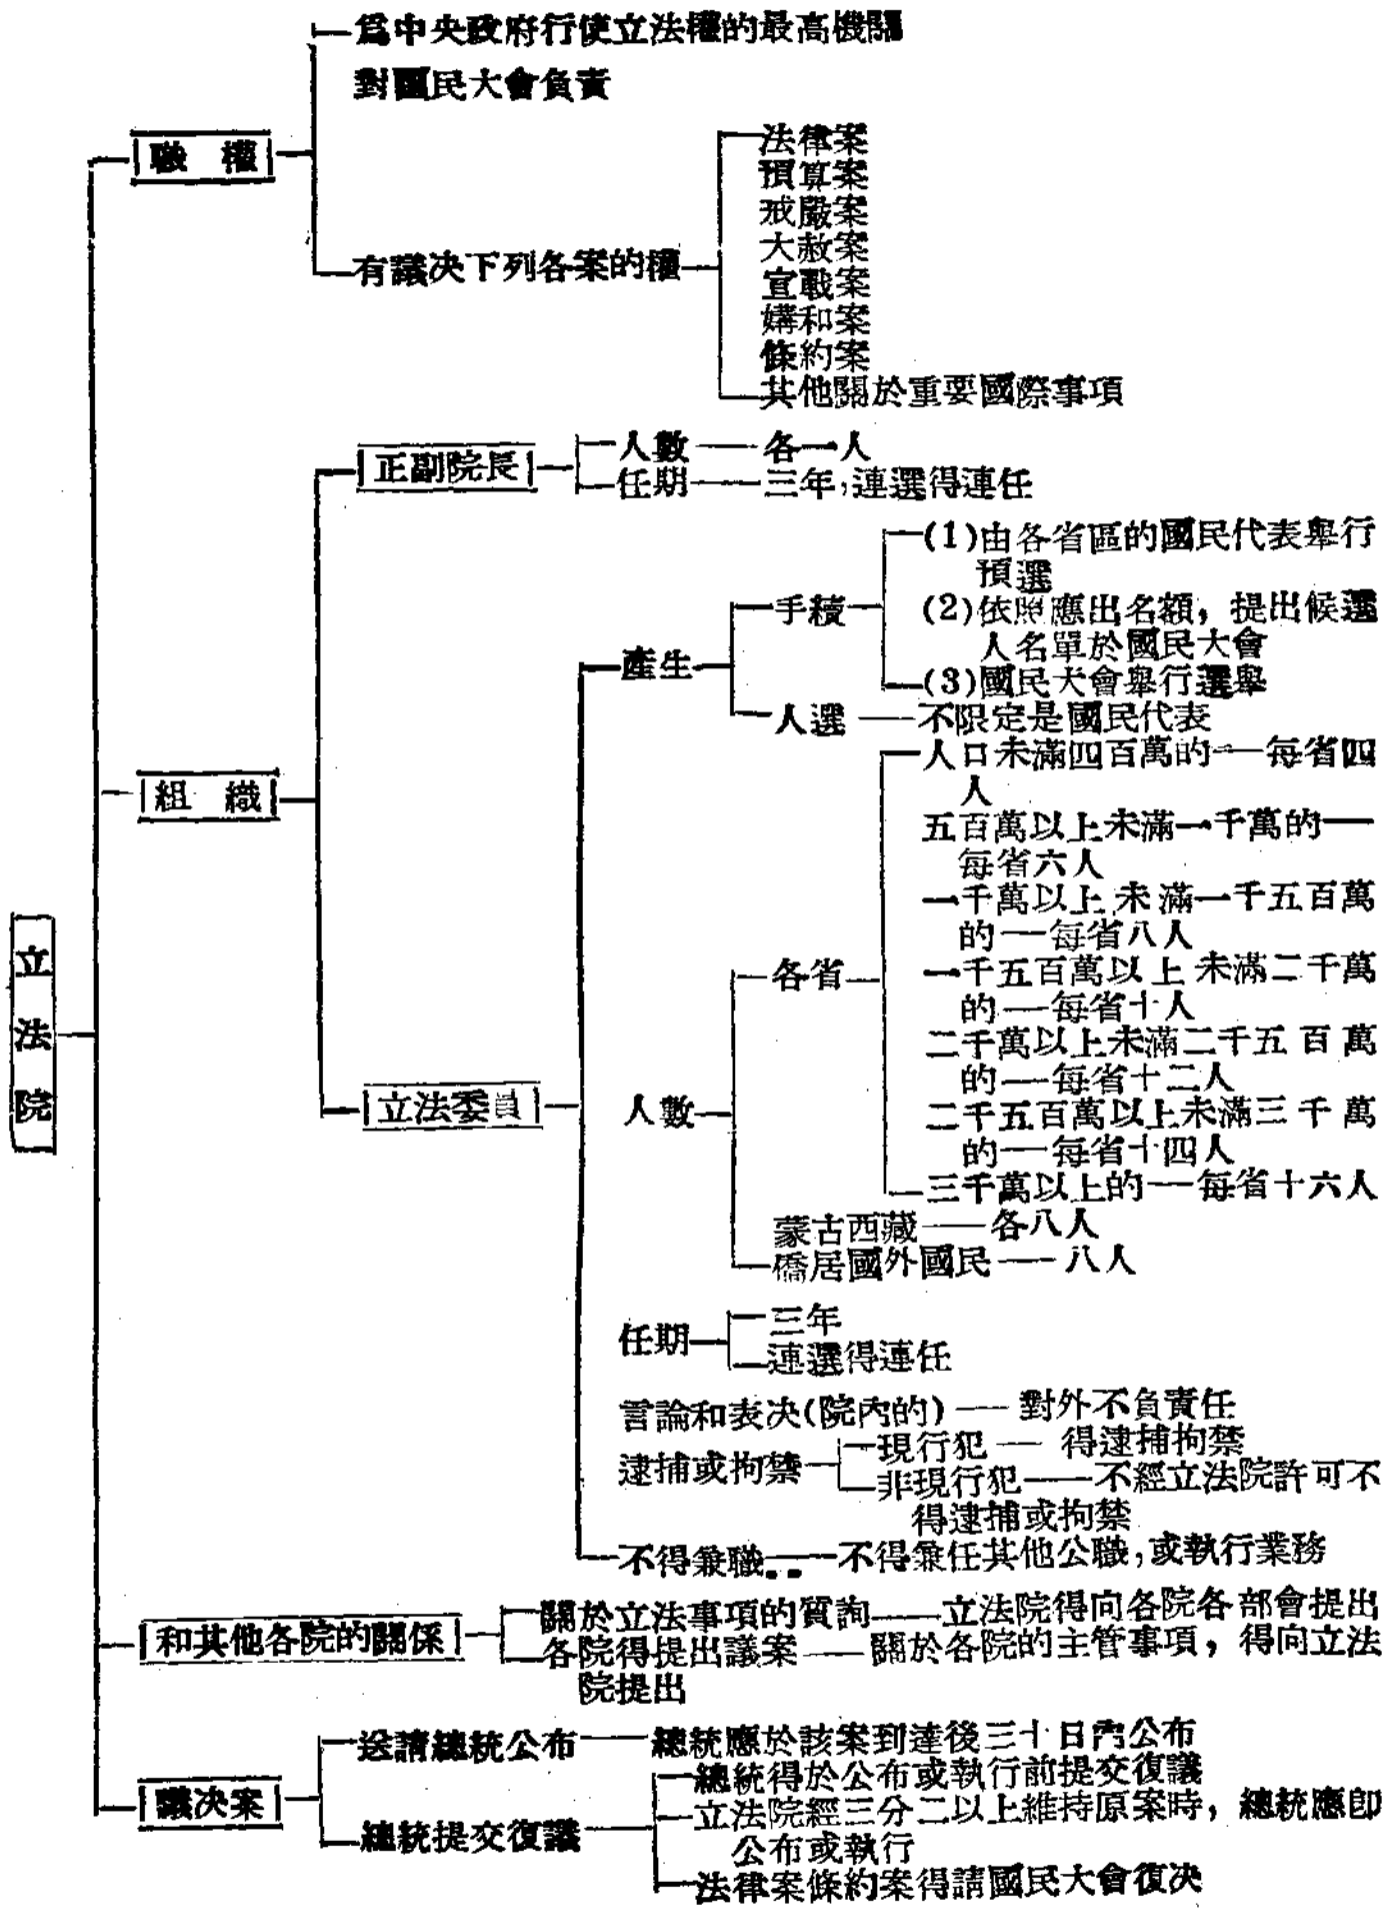 立法院
職權
爲中央政府行使立法權的最高機關
對國民大會負責
有議决下列各案的權
法律案
預算案
戒嚴案
大赦案
宣戰案
媾和案
條約案
其他關於重要國際事項
組織
正副院長
人數——各一人
任期——三年,連選得連任
立法委員
產生
手續
(1)由各省區的國民代表舉行
預選
(2)依照應出名額，提出候選
人名單於國民大會
(3)國民大會舉行選舉
人選——不限定是國民代表
人數
各省
人口未滿四百萬的——每省四
人
五百萬以上未滿一千萬的——
每省六人
一千萬以上未滿一千五百萬
的——每省八人
一千五百萬以上未滿二千萬
的——每省十人
二千萬以上未滿二千五百萬
的——每省十二人
二千五百萬以上未滿三千萬
的——每省十四人
三千萬以上的——每省十六人
蒙古西藏——各八人
僑居國外國民——八人
任期
三年
連選得連任
言論和表决(院內的)——對外不負責任
逮捕或拘禁
現行犯——得逮捕拘禁
非現行犯——不經立法院許可不
得逮捕或拘禁
不得兼職——不得兼任其他公職,或執行業務
和其他各院的關係
關於立法事項的質詢——立法院得向各院各部會提出
各院得提出議案——關於各院的主管事項，得向立法
院提出
議决案
送請總統公布——總統應於該案到達後三十日內公布
總統提交復議
總統得於公布或執行前提交復議
立法院經三分二以上維持原案時，總統應卽
公布或執行
法律案條約案得請國民大會復决